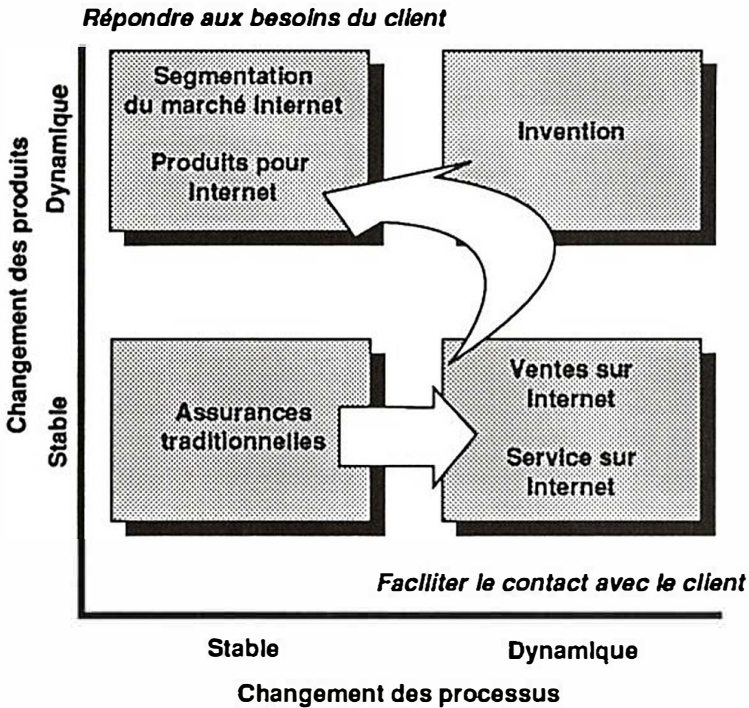 Répondre aux besoins du client
Changement des produits
Dynamique
Stable
Segmentation
du marché Internet
Produits pour
Internet
Invention
Assurances
traditionnelles
Ventes sur
Internet
Service sur
Internet
Faciliter le contact avec le client
Stable
Dynamique
Changement des processus